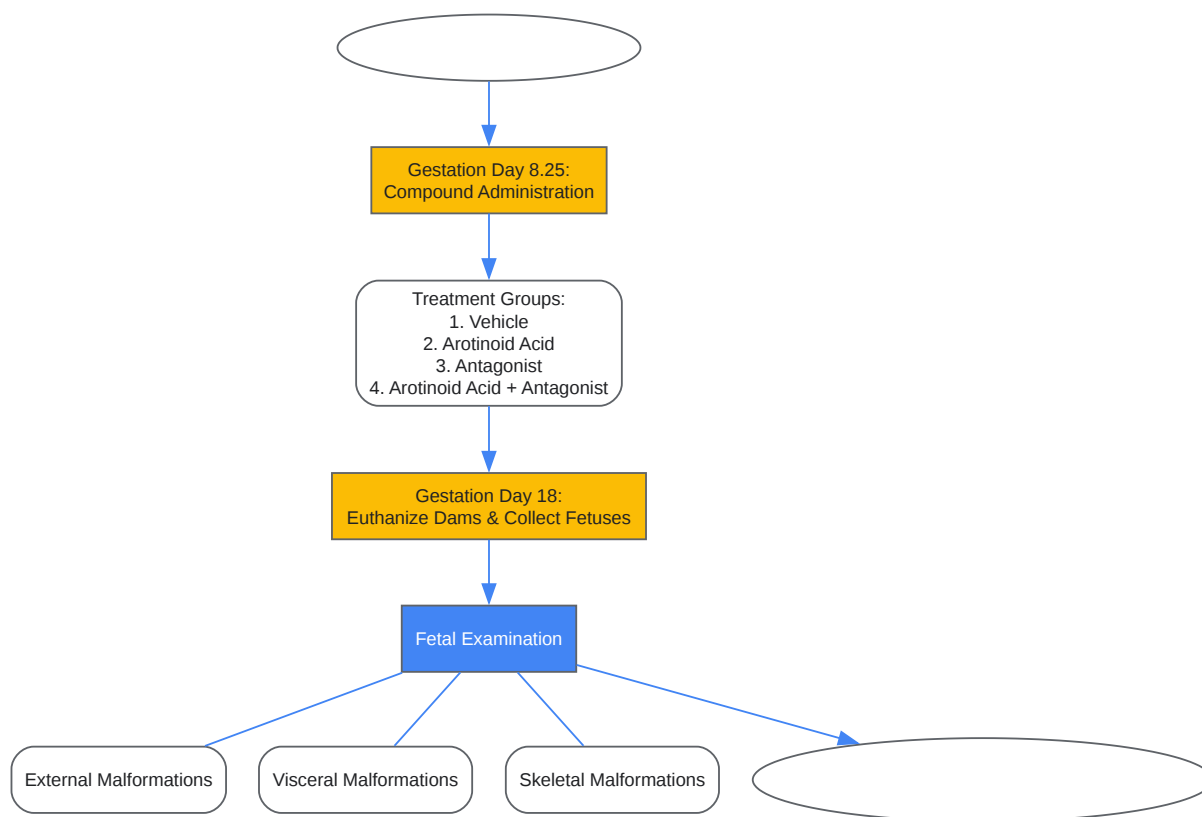 Gestation Day 8.25:
Compound Administration
Treatment Groups:
1. Vehicle
2. Arotinoid Acid
3. Antagonist
4. Arotinoid Acid + Antagonist
Gestation Day 18:
Euthanize Dams & Collect Fetuses
Fetal Examination
External Malformations
Visceral Malformations
Skeletal Malformations